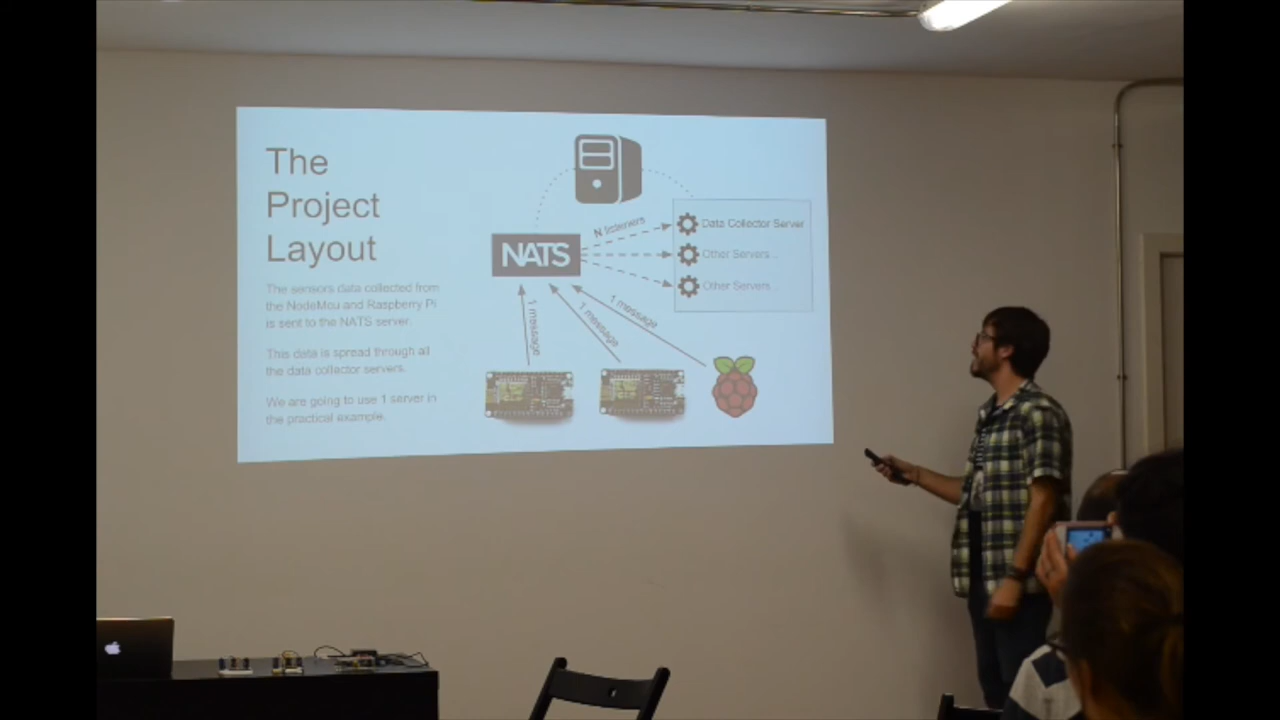 The
Project
Layout
The sensors data collected from
the NodeMcu and Raspberry Pi
is sent to the NATS server.
This data is spread through all
the data collector servers.
We are going to use 1 server in
the practical example.
NATS
N listeners
Data Collector Server
Other Servers...
Other Servers...
1 message
1 message
1 message